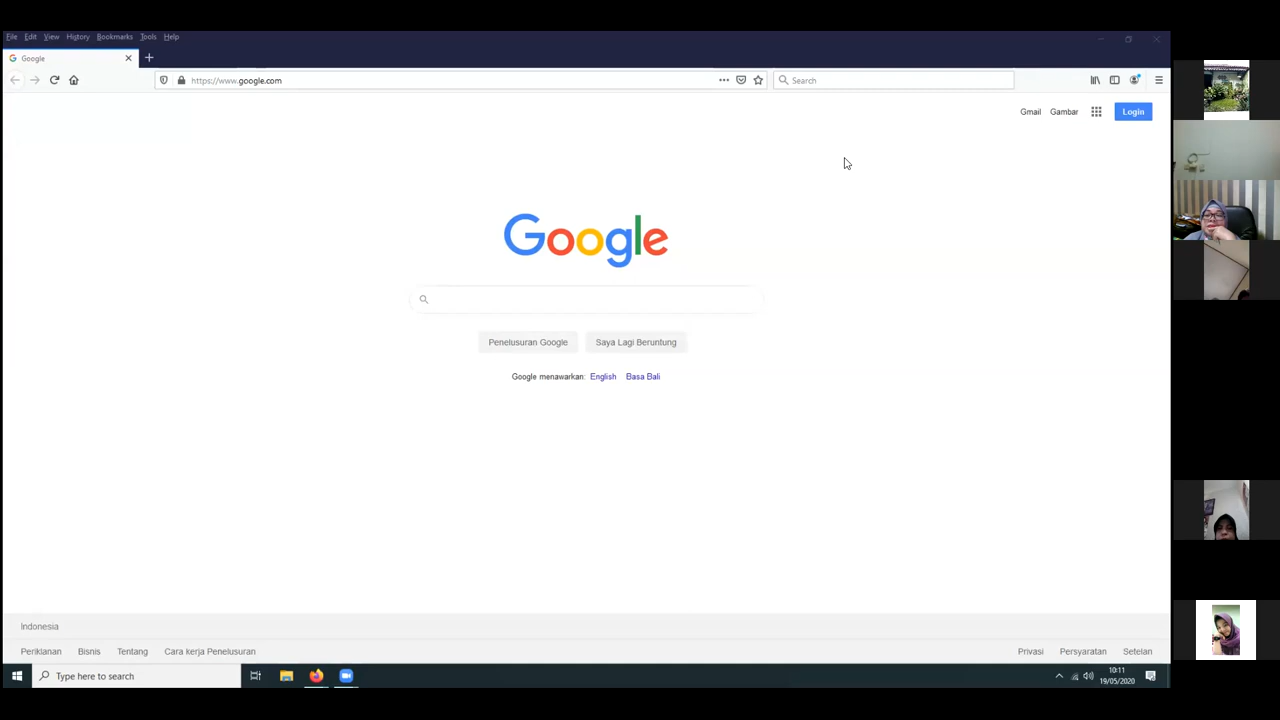 File Edit View History Bookmarks Tools Help
Google
https://www.google.com
Search
Gmail Gambar Login
Google
Penelusuran Google Saya Lagi Beruntung
Google menawarkan: English Basa Bali
Indonesia
Periklanan Bisnis Tentang Cara kerja Penelusuran Privasi Persyaratan Setelan
Type here to search
10:11
19/05/2020